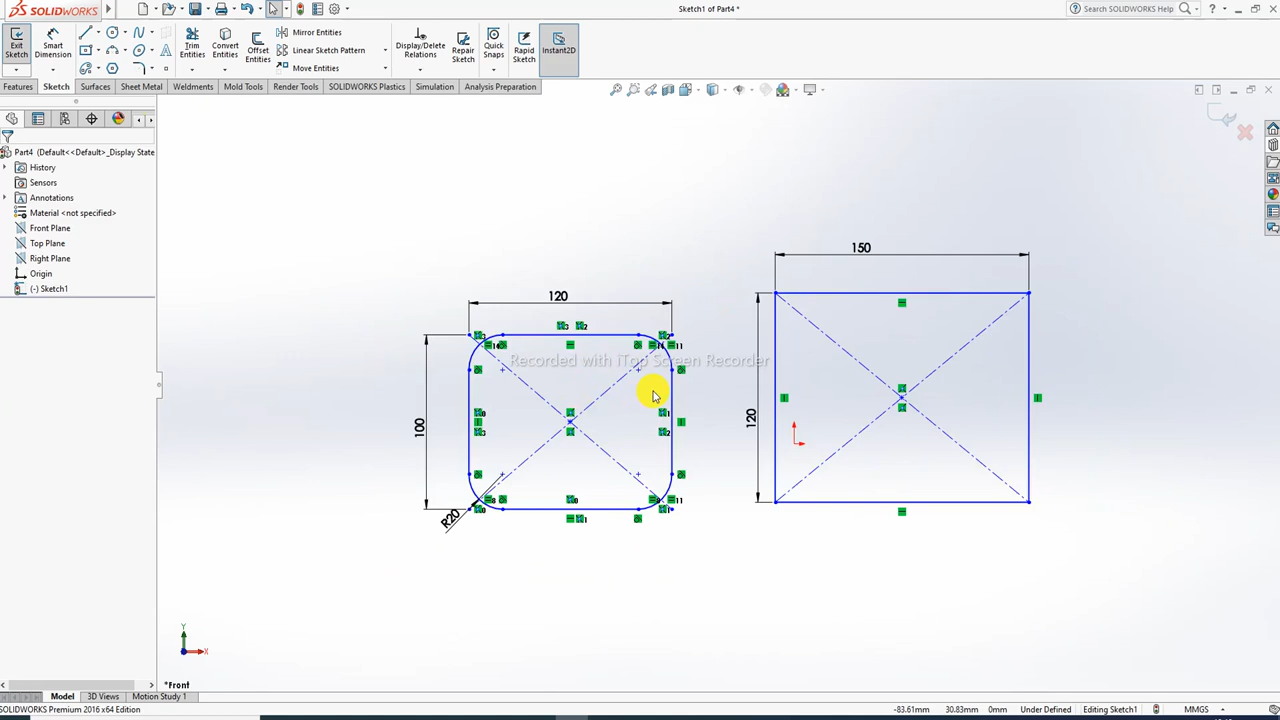 SOLIDWORKS
Sketch1 of Part4 *
Search SOLIDWORKS Help
Exit Sketch
Smart Dimension
Trim Entities
Convert Entities
Offset Entities
Mirror Entities
Linear Sketch Pattern
Move Entities
Display/Delete Relations
Repair Sketch
Quick Snaps
Rapid Sketch
Instant2D
Features
Sketch
Surfaces
Sheet Metal
Weldments
Mold Tools
Render Tools
SOLIDWORKS Plastics
Simulation
Analysis Preparation
Part4 (Default<<Default>_Display State
History
Sensors
Annotations
Material <not specified>
Front Plane
Top Plane
Right Plane
Origin
(-) Sketch1
150
120
100
R20
120
Recorded with iTop Screen Recorder
Y
X
*Front
Model
3D Views
Motion Study 1
SOLIDWORKS Premium 2016 x64 Edition
-83.61mm
30.83mm
0mm
Under Defined
Editing Sketch1
MMGS